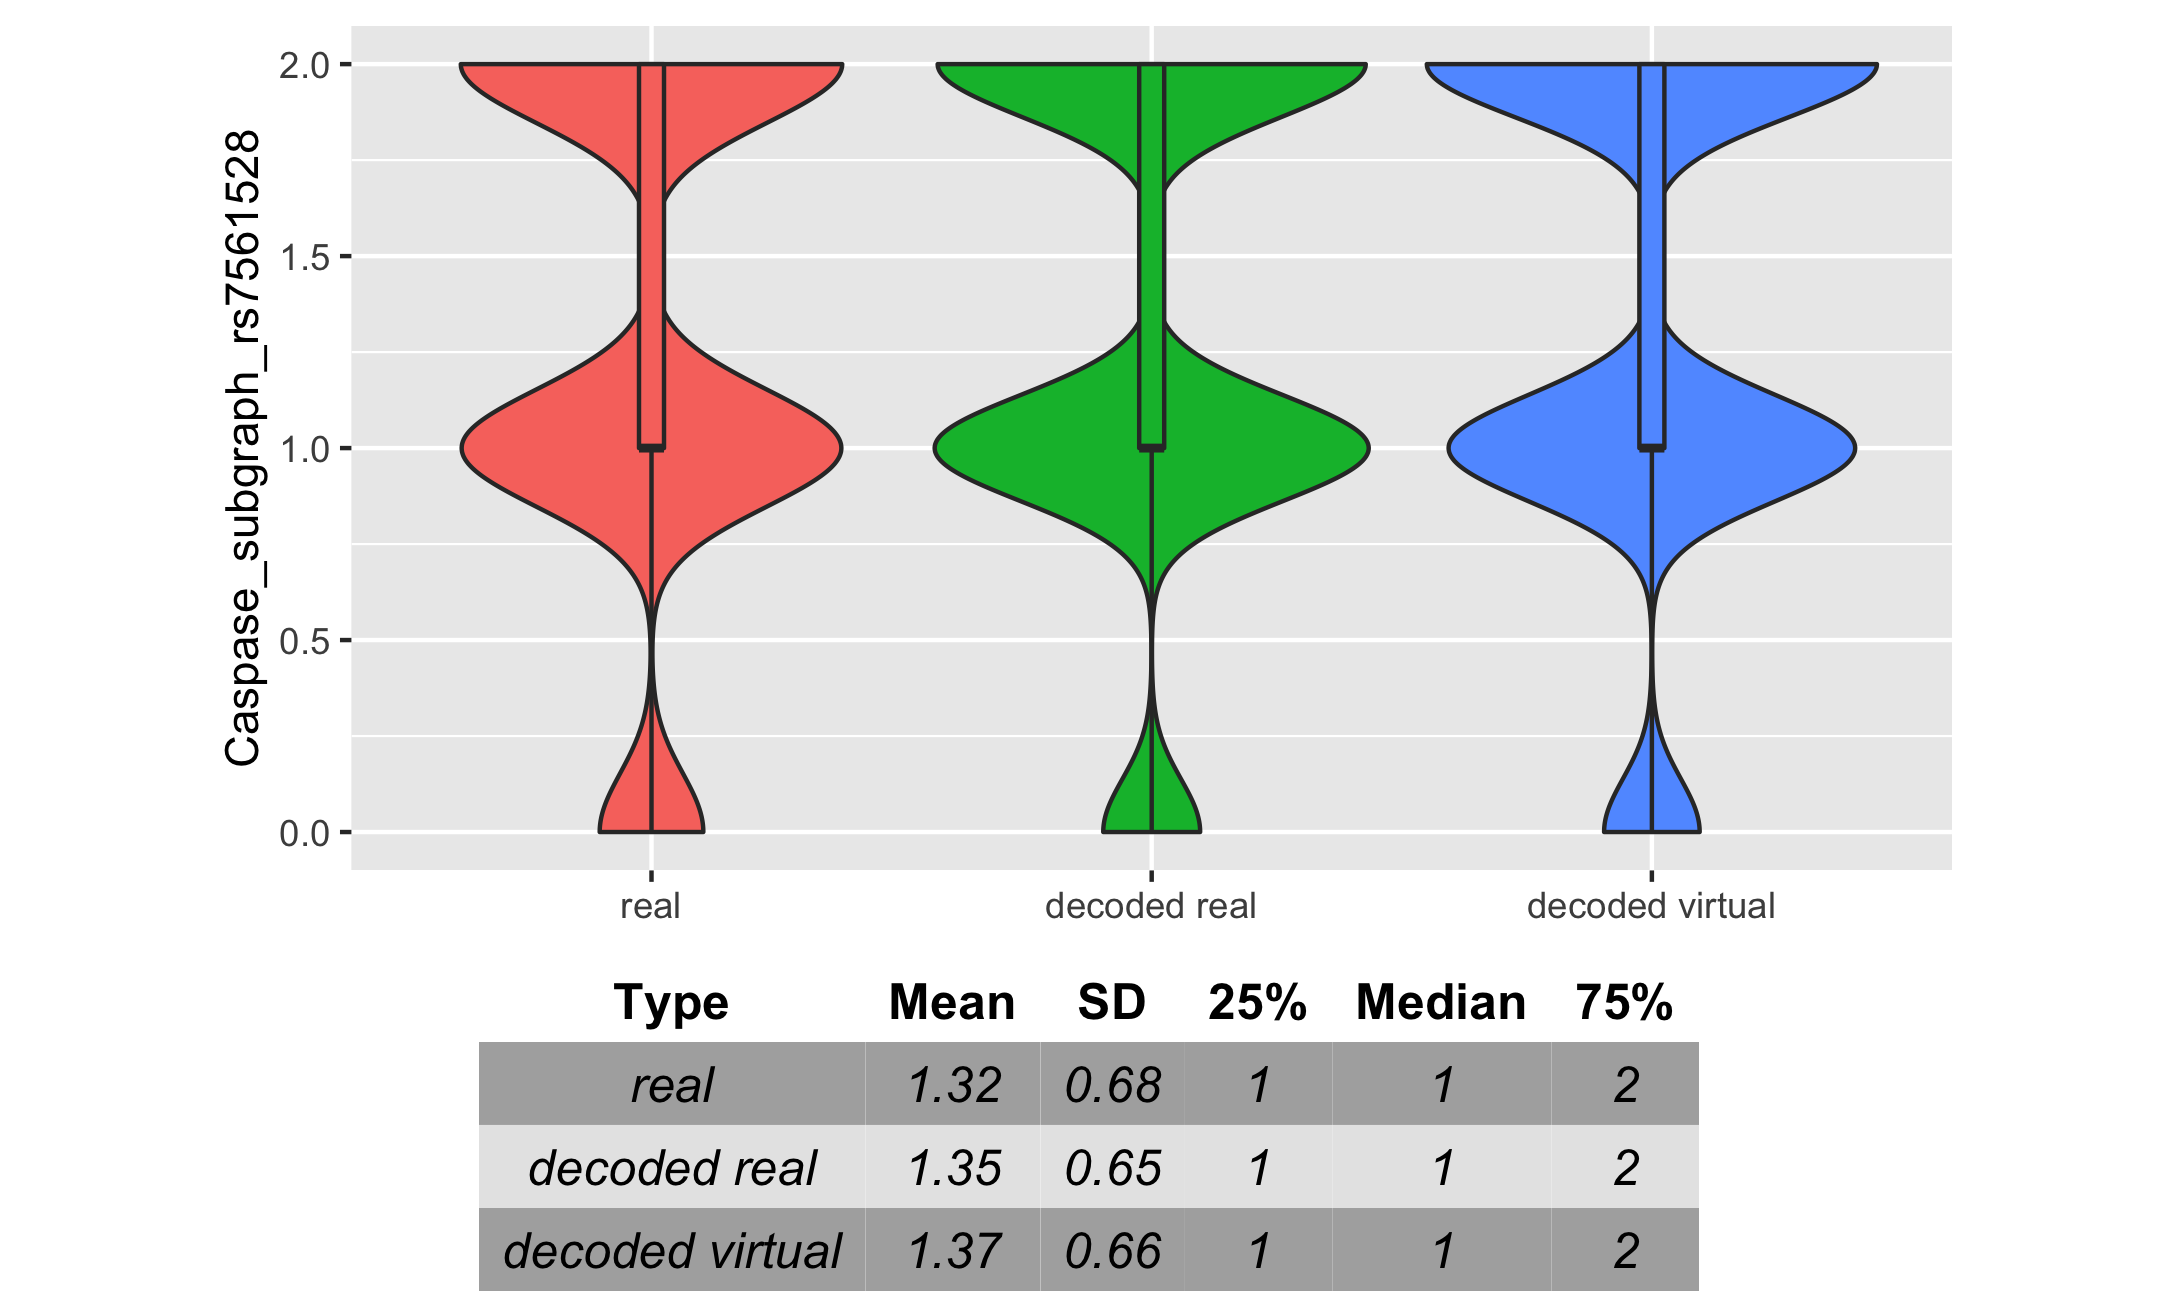 Caspase_subgraph_rs7561528
2.0
1.5
1.0
0.5
0.0
real decoded real decoded virtual
Type Mean SD 25% Median 75%
real 1.32 0.68 1 1 2
decoded real 1.35 0.65 1 1 2
decoded virtual 1.37 0.66 1 1 2